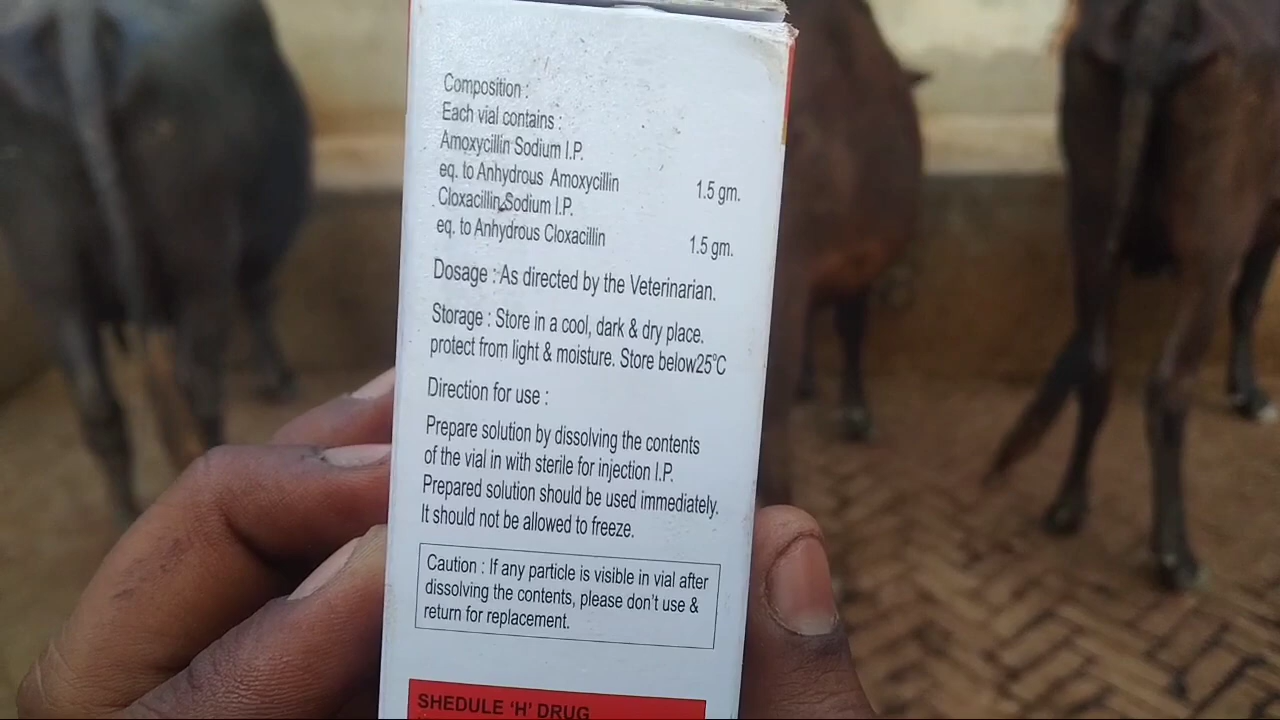 Composition :
Each vial contains :
Amoxycillin Sodium I.P.
eq. to Anhydrous Amoxycillin 1.5 gm.
Cloxacillin Sodium I.P.
eq. to Anhydrous Cloxacillin 1.5 gm.
Dosage : As directed by the Veterinarian.
Storage : Store in a cool, dark & dry place.
protect from light & moisture. Store below25°C
Direction for use :
Prepare solution by dissolving the contents
of the vial in with sterile for injection I.P.
Prepared solution should be used immediately.
It should not be allowed to freeze.
Caution : If any particle is visible in vial after
dissolving the contents, please don't use &
return for replacement.
SHEDULE 'H' DRUG